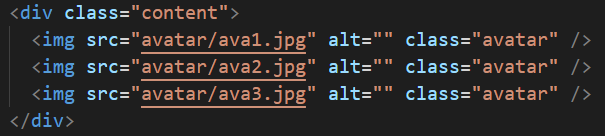 <div class="content">
<img src="avatar/ava1.jpg" alt="" class="avatar" />
<img src="avatar/ava2.jpg" alt="" class="avatar" />
<img src="avatar/ava3.jpg" alt="" class="avatar" />
</div>